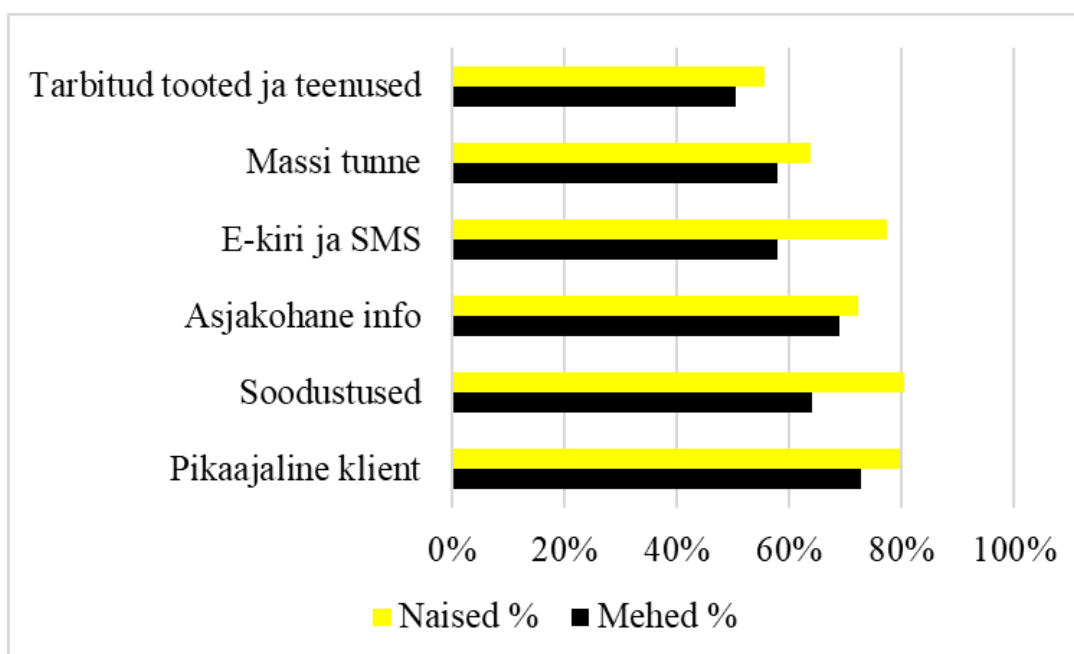 Tarbitud tooted ja teenused
Massi tunne
E-kiri ja SMS
Asjakohane info
Soodustused
Pikaajaline klient
0% 20% 40% 60% 80% 100%
Naised % Mehed %